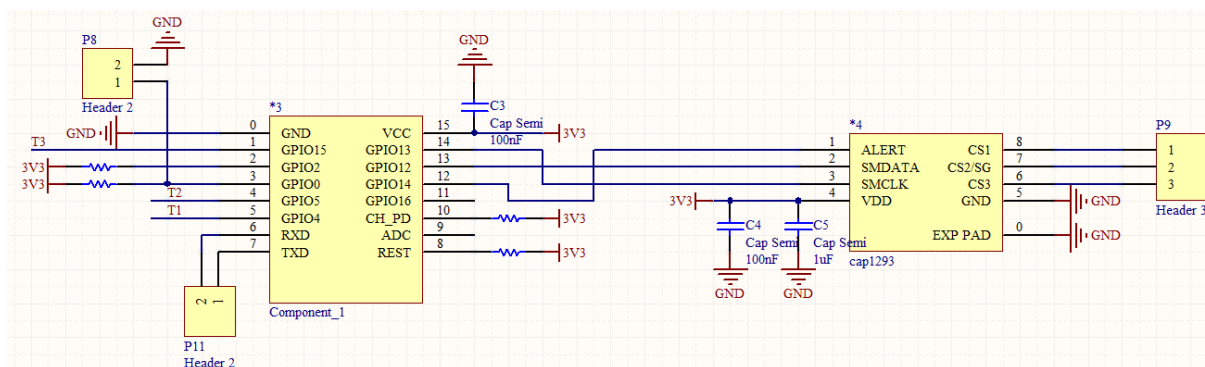 GND
P8
2
1
Header 2
GND
T3
3V3
3V3
T2
T1
*3
0 GND VCC 15
1 GPIO15 GPIO13 14
2 GPIO2 GPIO12 13
3 GPIO0 GPIO14 12
4 GPIO5 GPIO16 11
5 GPIO4 CH_PD 10
6 RXD ADC 9
7 TXD REST 8
Component_1
2 1
P11
Header 2
GND
C3
Cap Semi
100nF
3V3
3V3
3V3
3V3
C4
Cap Semi
100nF
GND
C5
Cap Semi
1uF
GND
*4
1 ALERT CS1 8
2 SMDATA CS2/SG 7
3 SMCLK CS3 6
4 VDD GND 5
EXP PAD 0
cap1293
GND
GND
P9
1
2
3
Header 3